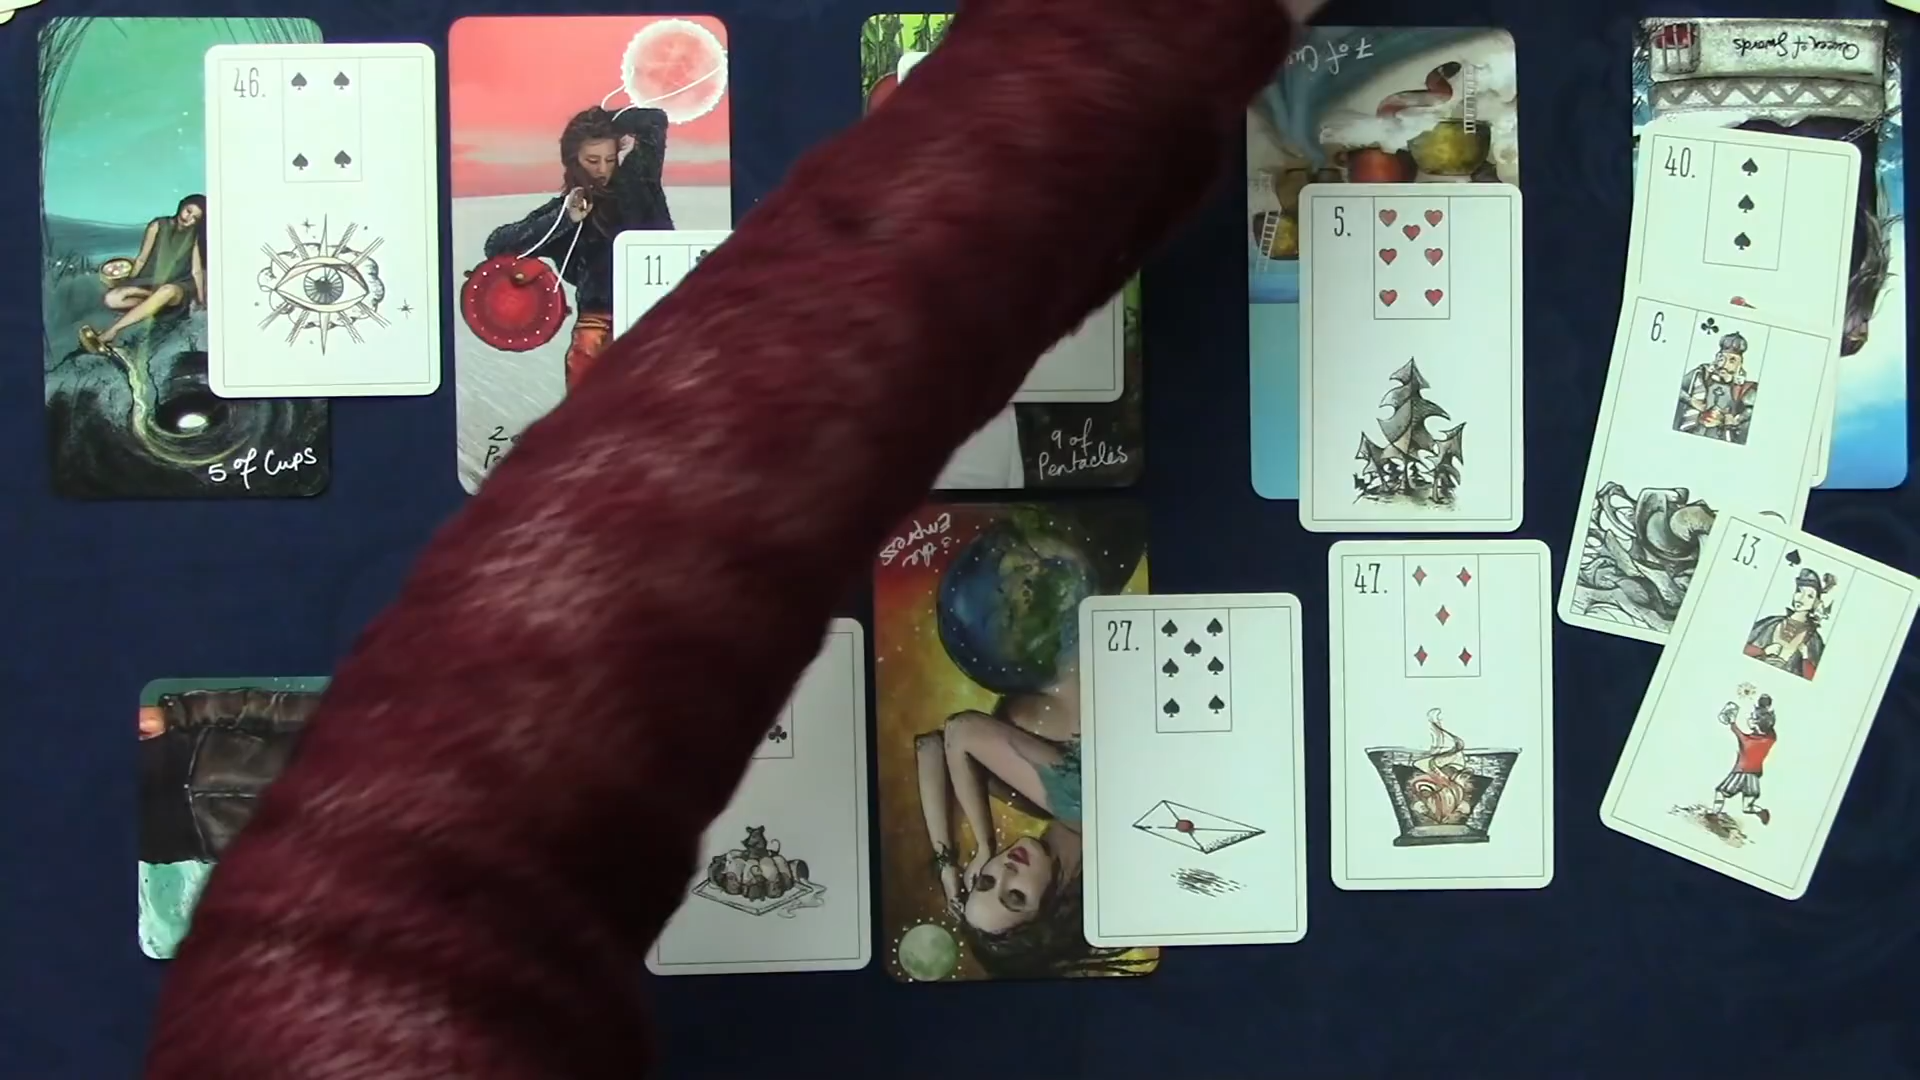 46.
5 of Cups
2
11.
9 of
Pentacles
7 of
5.
Queen of Swords
40.
6.
3 the
Empress
27.
47.
13.